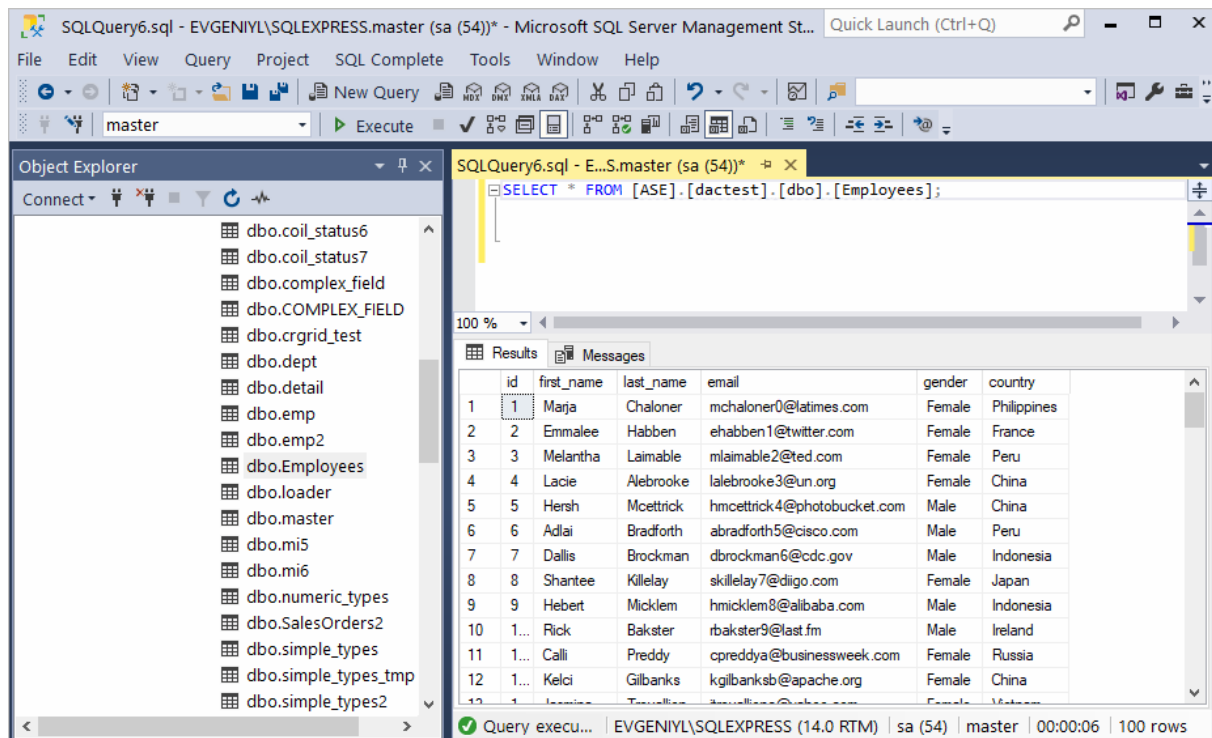 SQLQuery6.sql - EVGENIYL\SQLEXPRESS.master (sa (54))* - Microsoft SQL Server Management St...
Quick Launch (Ctrl+Q)
File Edit View Query Project SQL Complete Tools Window Help
New Query MDX DMX XMLA DAX
master Execute
Object Explorer
Connect
dbo.coil_status6
dbo.coil_status7
dbo.complex_field
dbo.COMPLEX_FIELD
dbo.crgrid_test
dbo.dept
dbo.detail
dbo.emp
dbo.emp2
dbo.Employees
dbo.loader
dbo.master
dbo.mi5
dbo.mi6
dbo.numeric_types
dbo.SalesOrders2
dbo.simple_types
dbo.simple_types_tmp
dbo.simple_types2
SQLQuery6.sql - E...S.master (sa (54))*
SELECT * FROM [ASE].[dactest].[dbo].[Employees];
100 %
Results Messages
id first_name last_name email gender country
1 1 Marja Chaloner mchaloner0@latimes.com Female Philippines
2 2 Emmalee Habben ehabben1@twitter.com Female France
3 3 Melantha Laimable mlaimable2@ted.com Female Peru
4 4 Lacie Alebrooke lalebrooke3@un.org Female China
5 5 Hersh Mcettrick hmcettrick4@photobucket.com Male China
6 6 Adlai Bradforth abradforth5@cisco.com Male Peru
7 7 Dallis Brockman dbrockman6@cdc.gov Male Indonesia
8 8 Shantee Killelay skillelay7@diigo.com Female Japan
9 9 Hebert Micklem hmicklem8@alibaba.com Male Indonesia
10 1... Rick Bakster rbakster9@last.fm Male Ireland
11 1... Calli Preddy cpreddya@businessweek.com Female Russia
12 1... Kelci Gilbanks kgilbanksb@apache.org Female China
Query execu... EVGENIYL\SQLEXPRESS (14.0 RTM) sa (54) master 00:00:06 100 rows